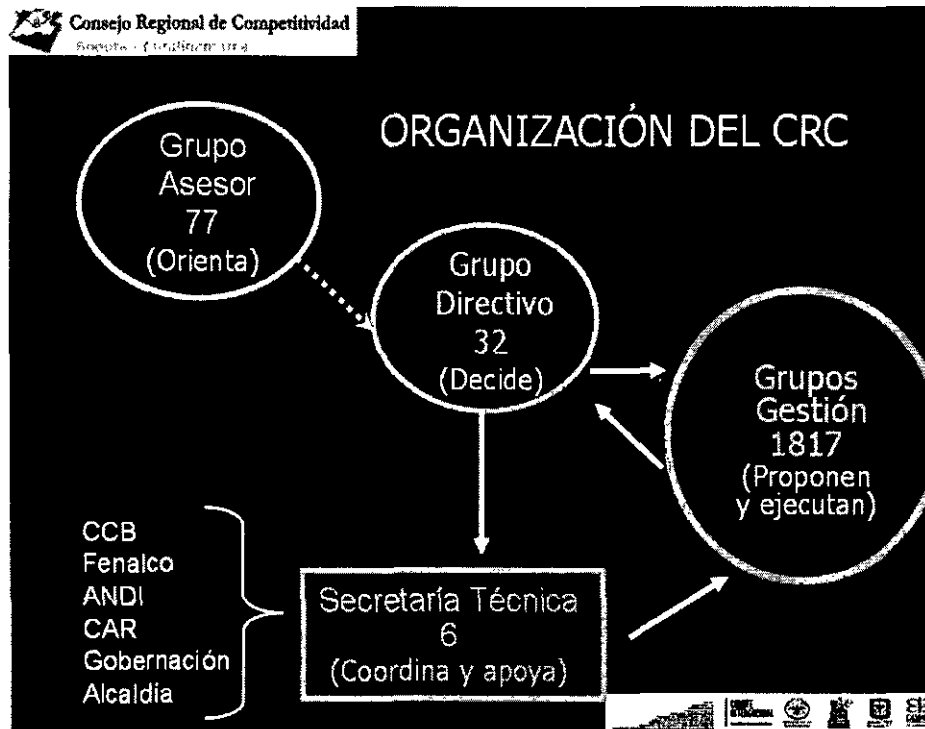 Consejo Regional de Competitividad
ORGANIZACIÓN DEL CRC
Grupo
Asesor
77
(Orienta)
Grupo
Directivo
32
(Decide)
Grupos
Gestión
1817
(Proponen
y ejecutan)
CCB
Fenalco
ANDI
CAR
Gobernación
Alcaldía
Secretaría Técnica
6
(Coordina y apoya)